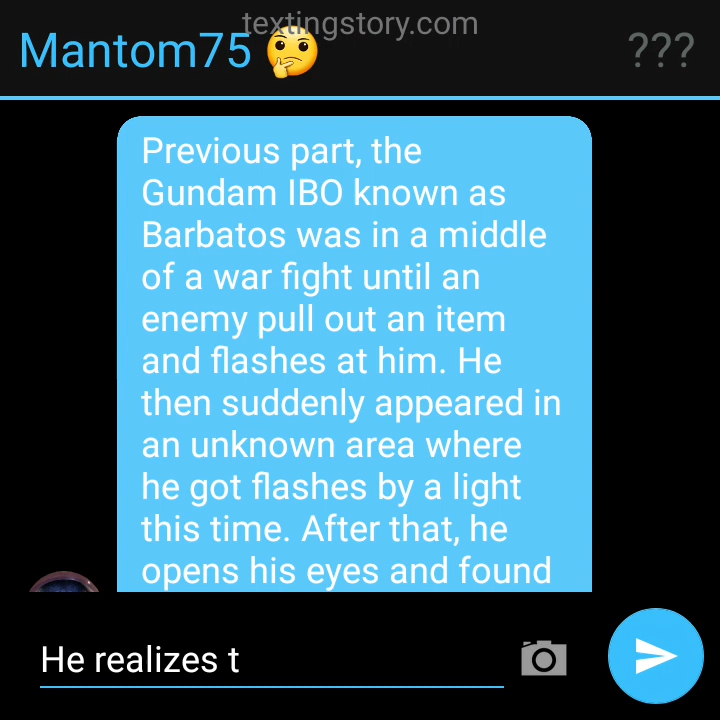 textingstory.com
Mantom75 🤔
???
Previous part, the
Gundam IBO known as
Barbatos was in a middle
of a war fight until an
enemy pull out an item
and flashes at him. He
then suddenly appeared in
an unknown area where
he got flashes by a light
this time. After that, he
opens his eyes and found
He realizes t